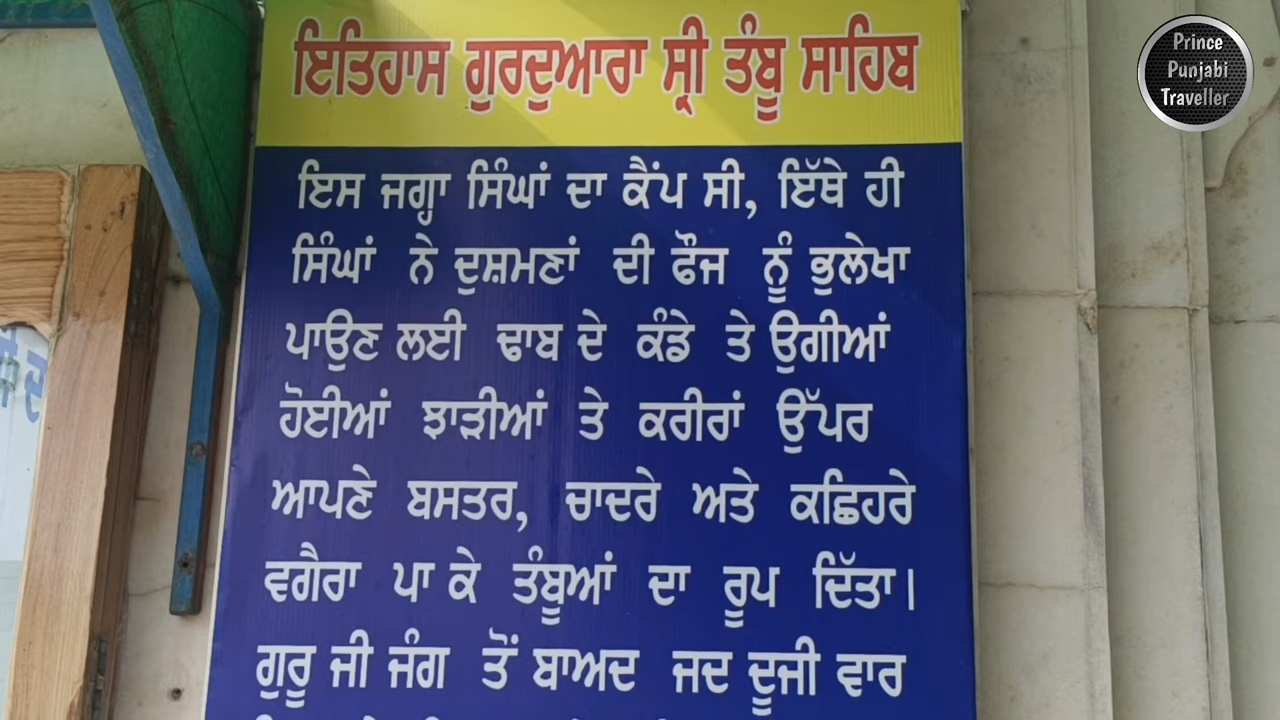 ਇਤਿਹਾਸ ਗੁਰਦੁਆਰਾ ਸ੍ਰੀ ਤੰਬੂ ਸਾਹਿਬ
ਇਸ ਜਗ੍ਹਾ ਸਿੰਘਾਂ ਦਾ ਕੈਂਪ ਸੀ, ਇੱਥੇ ਹੀ
ਸਿੰਘਾਂ ਨੇ ਦੁਸ਼ਮਣਾਂ ਦੀ ਫੌਜ ਨੂੰ ਭੁਲੇਖਾ
ਪਾਉਣ ਲਈ ਢਾਬ ਦੇ ਕੰਡੇ ਤੇ ਉਗੀਆਂ
ਹੋਈਆਂ ਝਾੜੀਆਂ ਤੇ ਕਰੀਰਾਂ ਉੱਪਰ
ਆਪਣੇ ਬਸਤਰ, ਚਾਦਰੇ ਅਤੇ ਕਛਿਹਰੇ
ਵਗੈਰਾ ਪਾ ਕੇ ਤੰਬੂਆਂ ਦਾ ਰੂਪ ਦਿੱਤਾ।
ਗੁਰੂ ਜੀ ਜੰਗ ਤੋਂ ਬਾਅਦ ਜਦ ਦੂਜੀ ਵਾਰ
Prince
Punjabi
Traveller